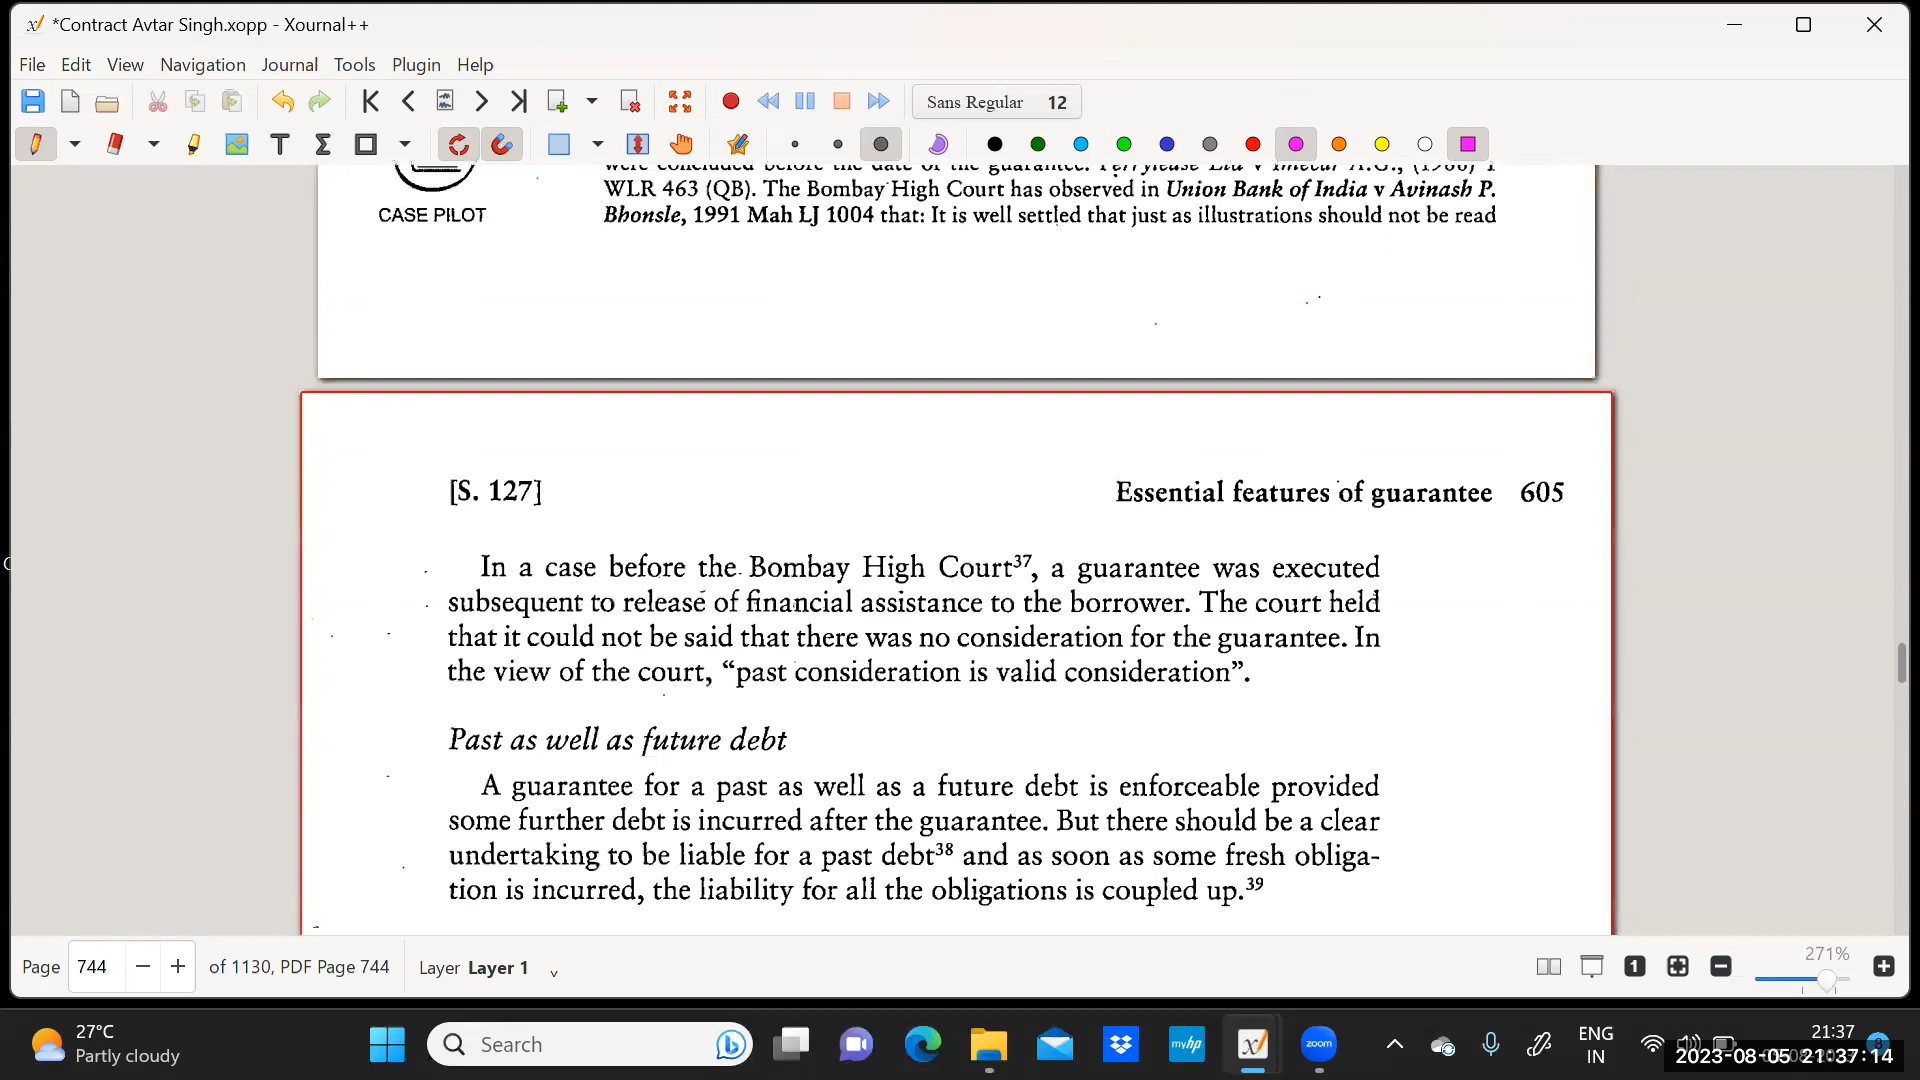 *Contract Avtar Singh.xopp - Xournal++
File Edit View Navigation Journal Tools Plugin Help
Sans Regular 12
WLR 463 (QB). The Bombay High Court has observed in Union Bank of India v Avinash P.
CASE PILOT
Bhonsle, 1991 Mah LJ 1004 that: It is well settled that just as illustrations should not be read
[S. 127]
Essential features of guarantee 605
In a case before the Bombay High Court37, a guarantee was executed
subsequent to release of financial assistance to the borrower. The court held
that it could not be said that there was no consideration for the guarantee. In
the view of the court, “past consideration is valid consideration”.
Past as well as future debt
A guarantee for a past as well as a future debt is enforceable provided
some further debt is incurred after the guarantee. But there should be a clear
undertaking to be liable for a past debt38 and as soon as some fresh obliga-
tion is incurred, the liability for all the obligations is coupled up.39
Page 744 of 1130, PDF Page 744 Layer Layer 1
271%
27°C
Partly cloudy
Search
myhp
zoom
ENG
IN
21:37
2023-08-05 21:37:14